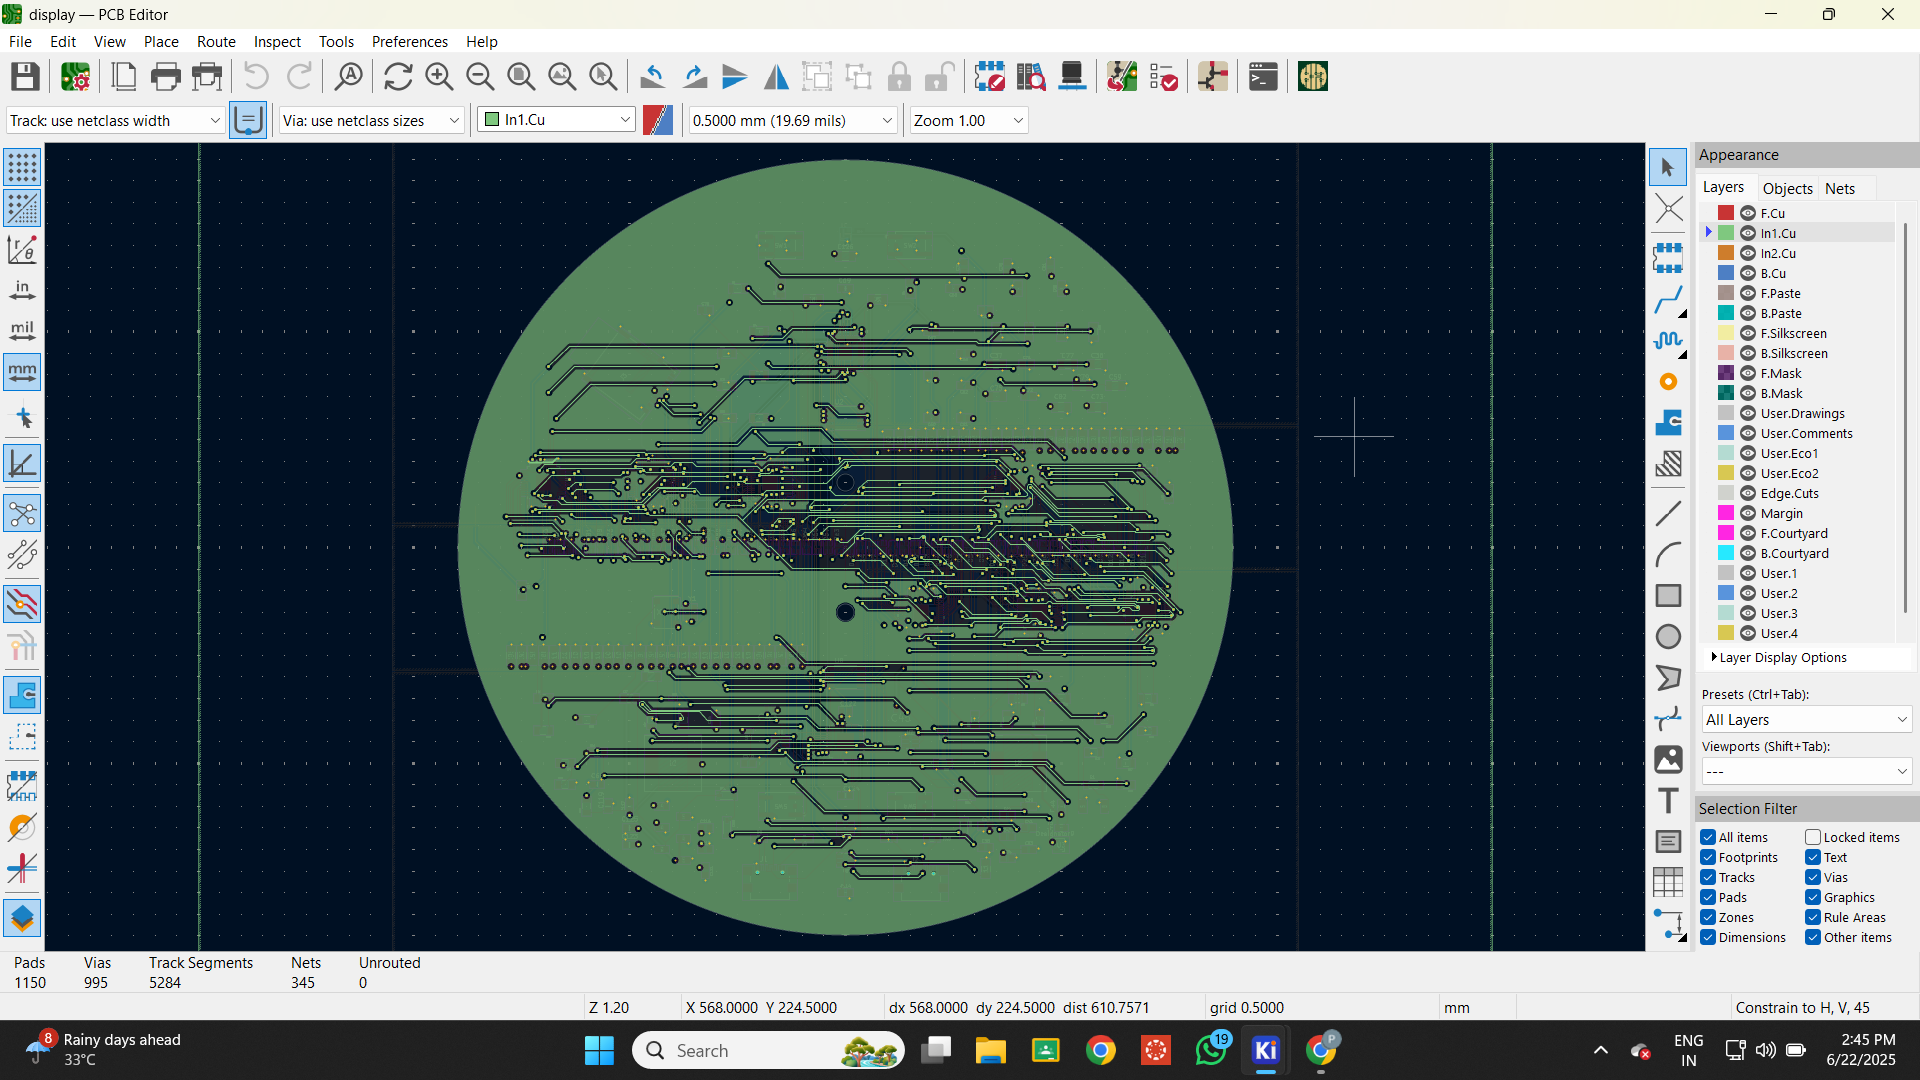 display — PCB Editor
File Edit View Place Route Inspect Tools Preferences Help
Track: use netclass width Via: use netclass sizes In1.Cu 0.5000 mm (19.69 mils) Zoom 1.00
in
mil
mm
Appearance
Layers Objects Nets
F.Cu
In1.Cu
In2.Cu
B.Cu
F.Paste
B.Paste
F.Silkscreen
B.Silkscreen
F.Mask
B.Mask
User.Drawings
User.Comments
User.Eco1
User.Eco2
Edge.Cuts
Margin
F.Courtyard
B.Courtyard
User.1
User.2
User.3
User.4
Layer Display Options
Presets (Ctrl+Tab):
All Layers
Viewports (Shift+Tab):
---
Selection Filter
All items Locked items
Footprints Text
Tracks Vias
Pads Graphics
Zones Rule Areas
Dimensions Other items
Pads Vias Track Segments Nets Unrouted
1150 995 5284 345 0
Z 1.20 X 568.0000 Y 224.5000 dx 568.0000 dy 224.5000 dist 610.7571 grid 0.5000 mm Constrain to H, V, 45
8 Rainy days ahead
33°C
Search
19
Ki
P
ENG
IN
2:45 PM
6/22/2025